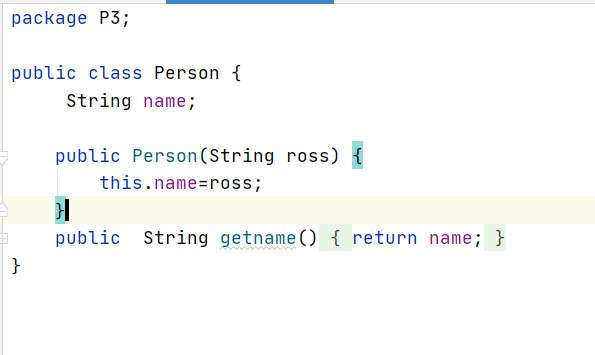 package P3;
public class Person {
String name;
public Person(String ross) {
this.name=ross;
}
public  String getname() { return name; }
}